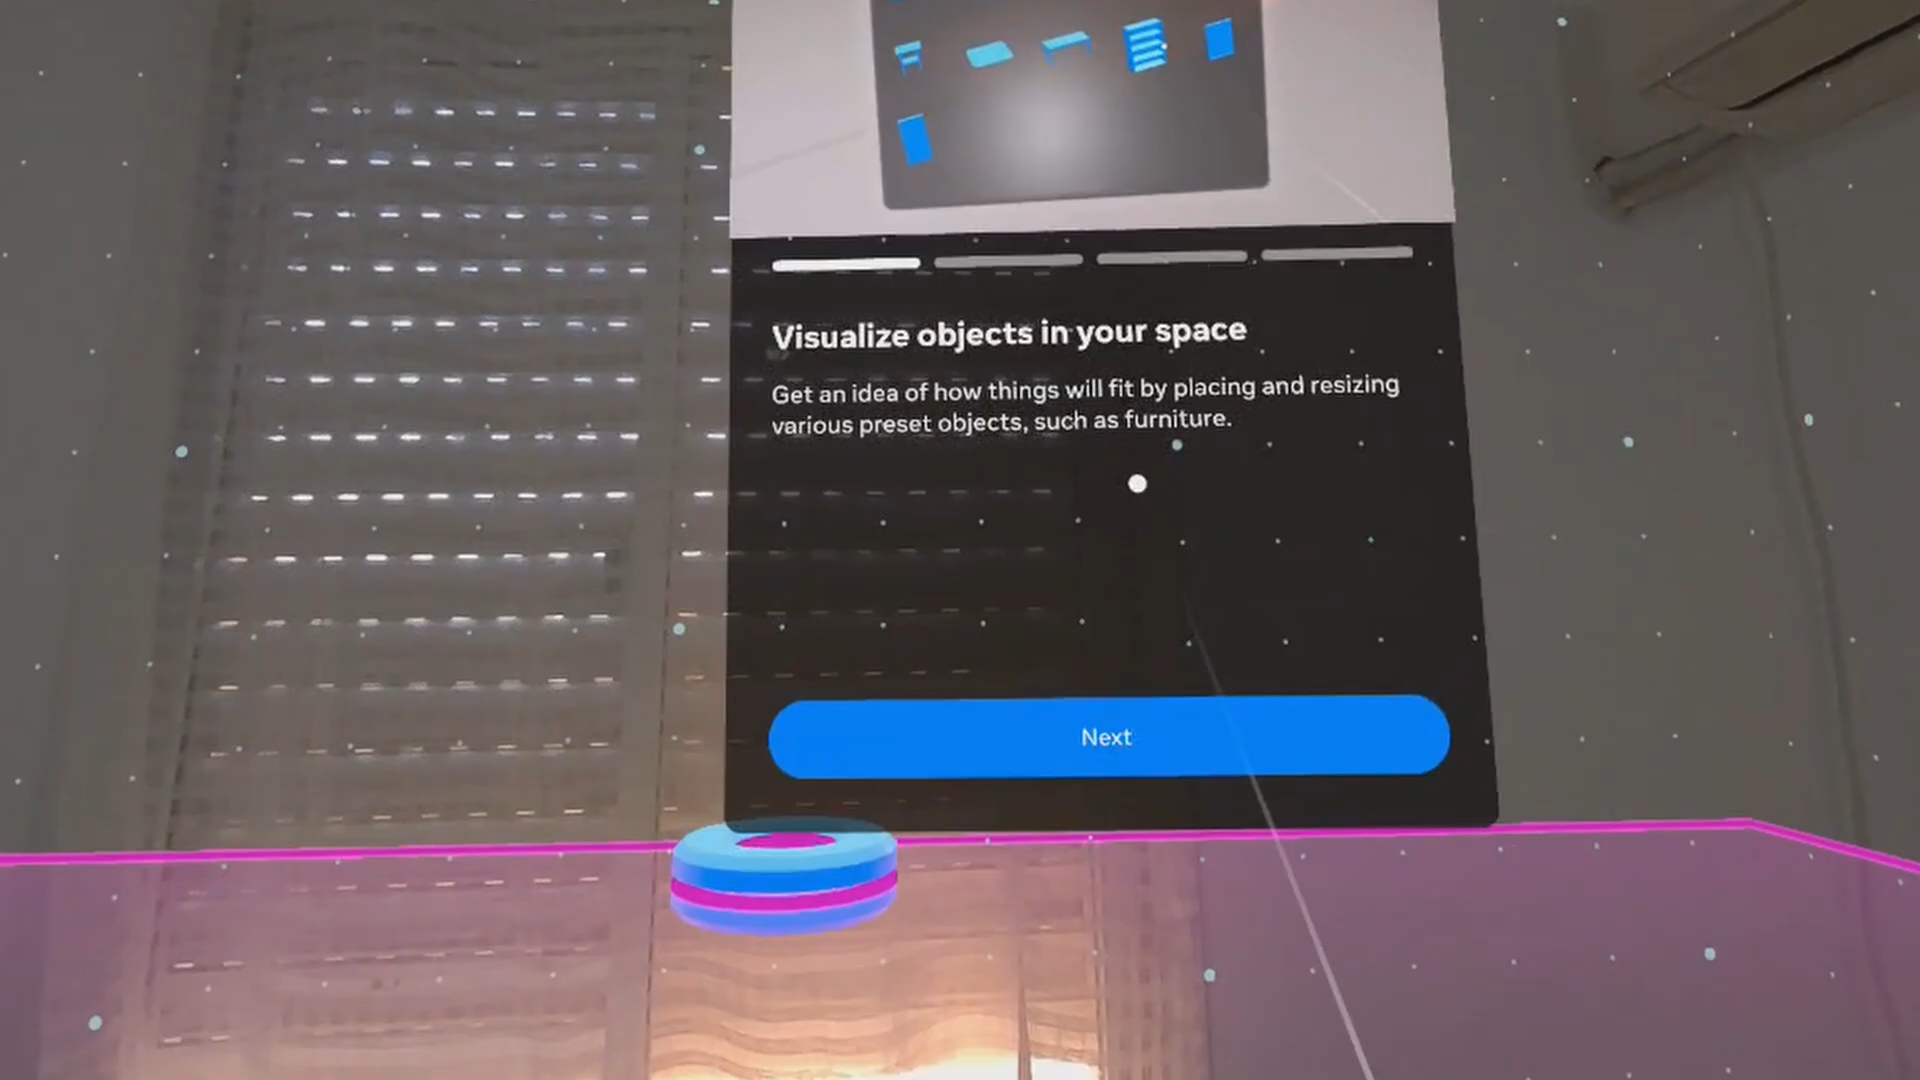 Visualize objects in your space
Get an idea of how things will fit by placing and resizing
various preset objects, such as furniture.
Next